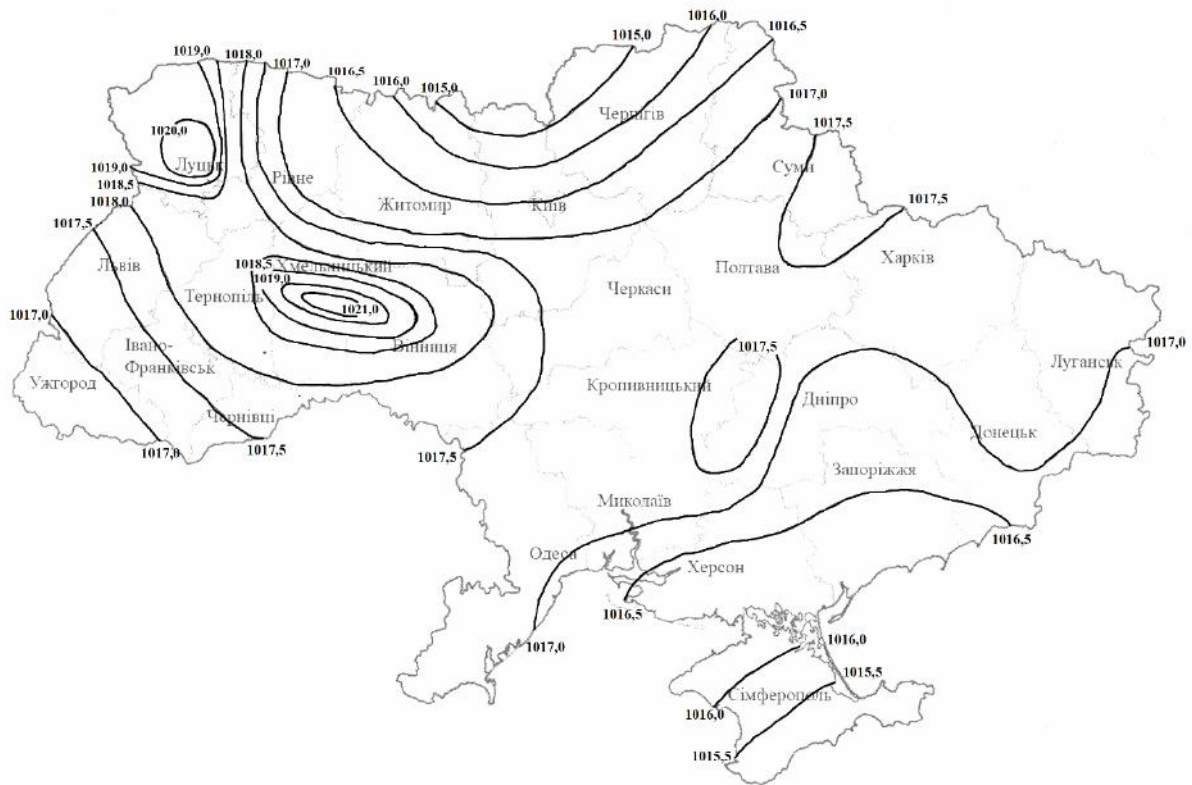 1019,0
1018,0
1017,0
1016,5
1016,0
1015,0
1015,0
1016,0
1016,5
1017,0
1017,5
Чернігів
1020,0
Луцьк
Рівне
Суми
1019,0
1018,5
1018,0
Житомир
Київ
1017,5
1017,5
Львів
Хмельницький
1018,5
1019,0
Тернопіль
1021,0
Полтава
Харків
Черкаси
1017,0
Івано-
Франківськ
Вінниця
1017,5
1017,0
Луганськ
Ужгород
Кропивницький
Дніпро
Чернівці
Донецьк
1017,0
1017,5
1017,5
Запоріжжя
Миколаїв
Одеса
1016,5
Херсон
1016,5
1017,0
1016,0
1015,5
Сімферополь
1016,0
1015,5